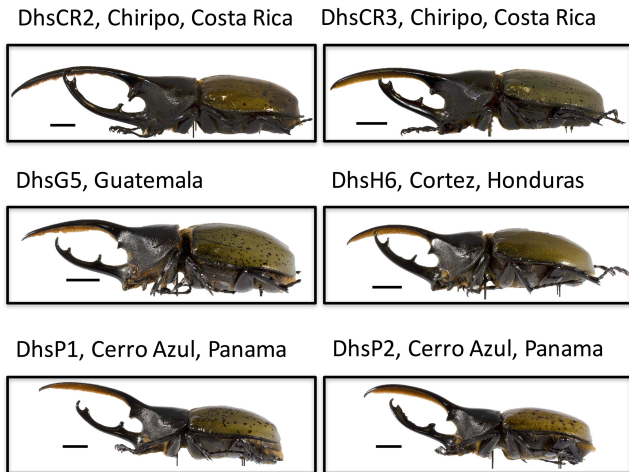 DhsCR2, Chiripo, Costa Rica
DhsCR3, Chiripo, Costa Rica
DhsG5, Guatemala
DhsH6, Cortez, Honduras
DhsP1, Cerro Azul, Panama
DhsP2, Cerro Azul, Panama